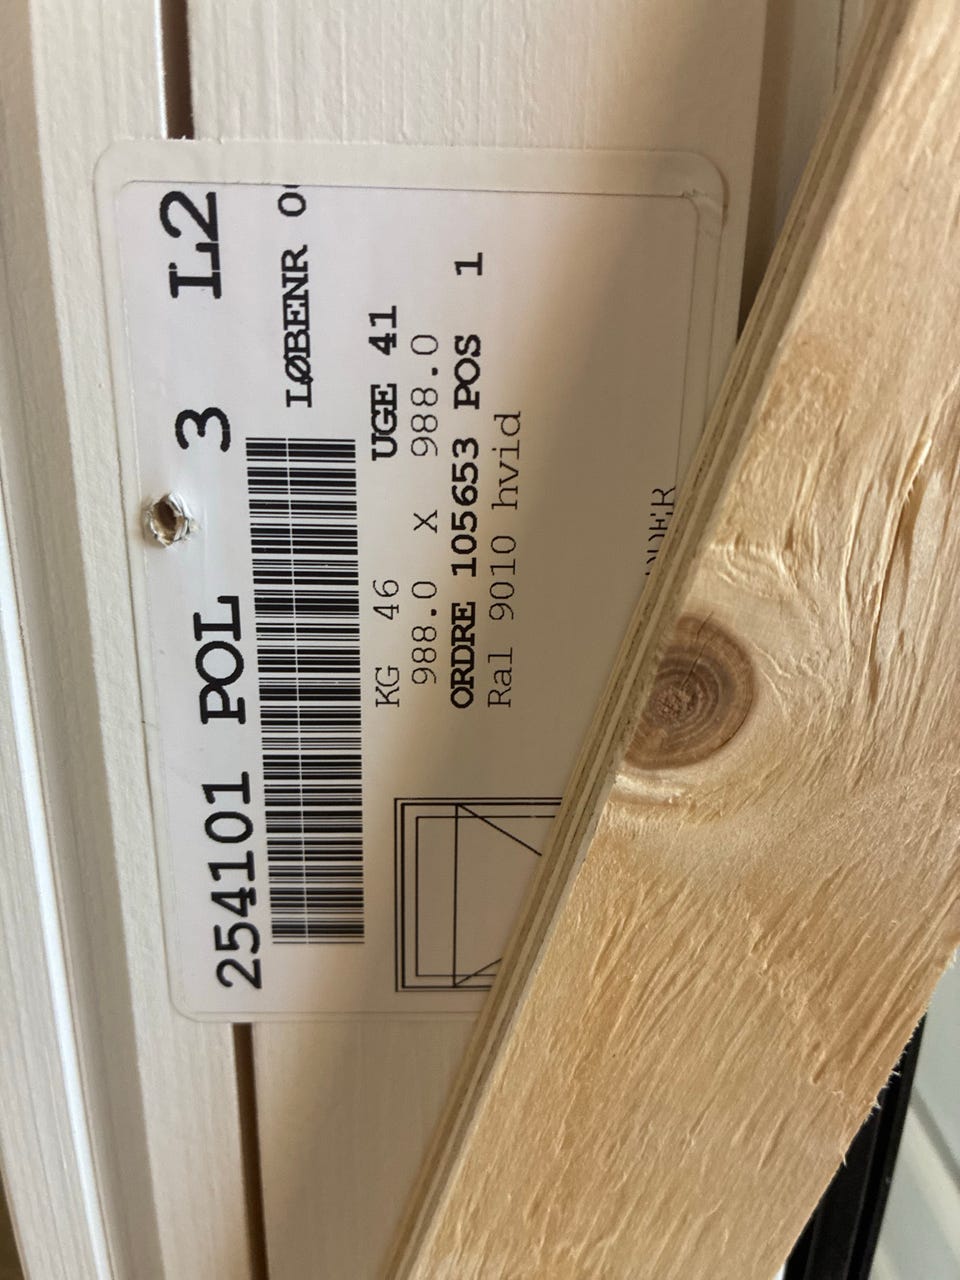 254101 POL 3 L2
LØBENR
KG 46 UGE 41
988.0 X 988.0
ORDRE 105653 POS 1
Ral 9010 hvid